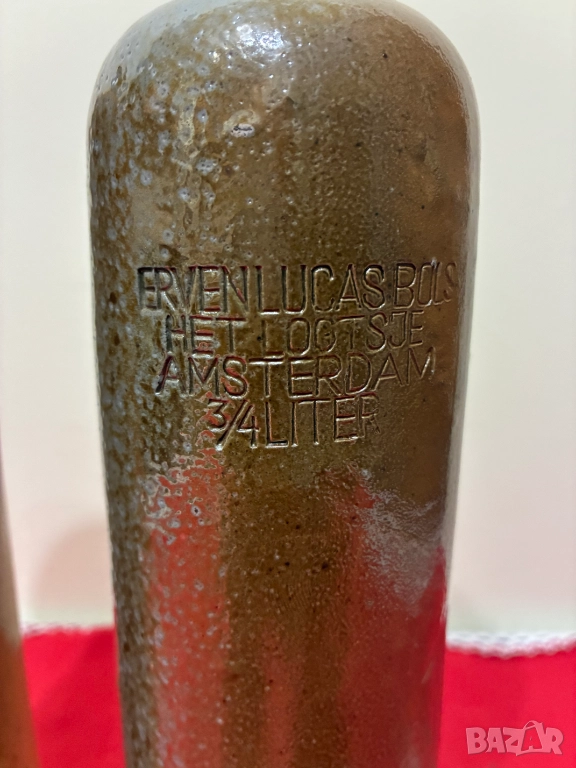 ERVEN LUCAS BOLS
HET LOOTSJE
AMSTERDAM
3/4 LITER
BAZAR